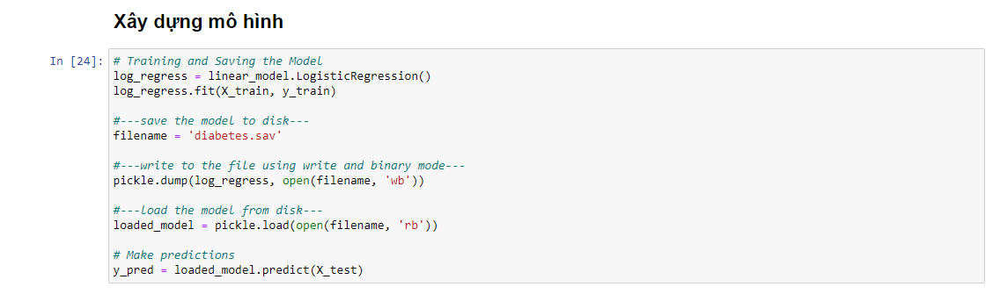 Xây dựng mô hình
In [24]:
# Training and Saving the Model
log_regress = linear_model.LogisticRegression()
log_regress.fit(X_train, y_train)
#---save the model to disk---
filename = 'diabetes.sav'
#---write to the file using write and binary mode---
pickle.dump(log_regress, open(filename, 'wb'))
#---load the model from disk---
loaded_model = pickle.load(open(filename, 'rb'))
# Make predictions
y_pred = loaded_model.predict(X_test)